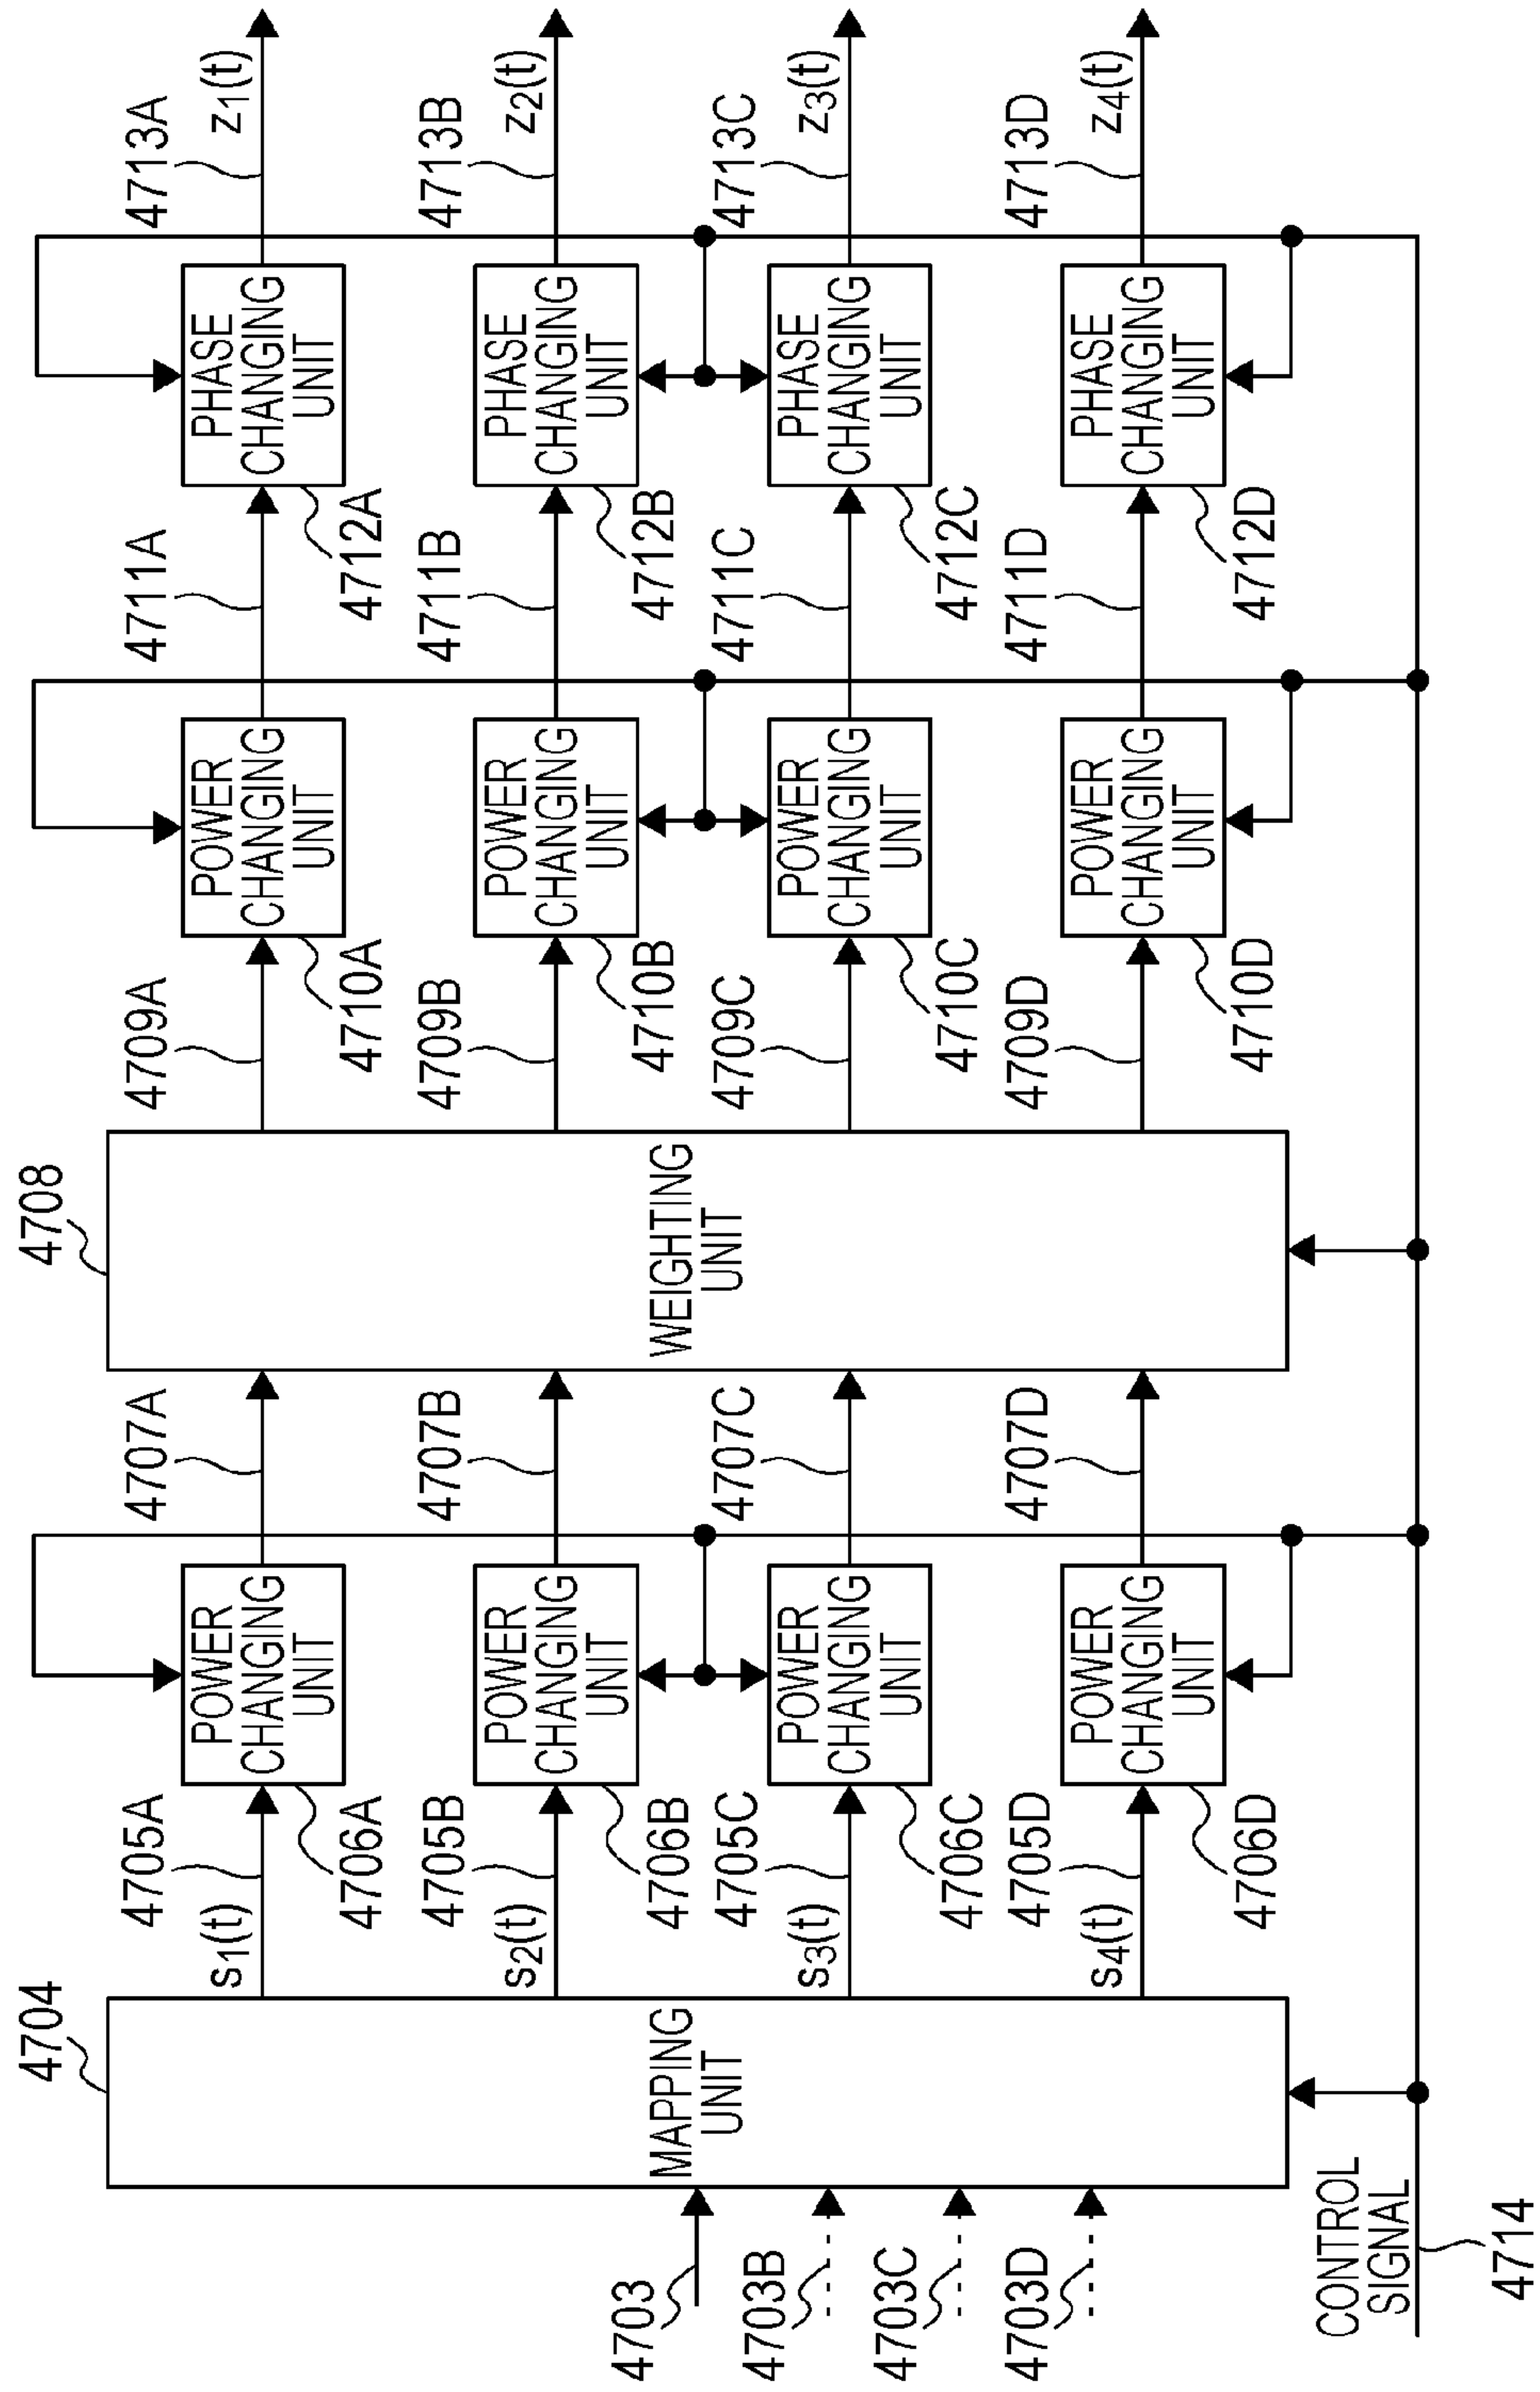 4703
4703B
4703C
4703D
CONTROL
SIGNAL
4714
4704
MAPPING
UNIT
s1(t)
4705A
s2(t)
4705B
s3(t)
4705C
s4(t)
4705D
POWER
CHANGING
UNIT
4706A
POWER
CHANGING
UNIT
4706B
POWER
CHANGING
UNIT
4706C
POWER
CHANGING
UNIT
4706D
4707A
4707B
4707C
4707D
4708
WEIGHTING
UNIT
4709A
4709B
4709C
4709D
POWER
CHANGING
UNIT
4710A
POWER
CHANGING
UNIT
4710B
POWER
CHANGING
UNIT
4710C
POWER
CHANGING
UNIT
4710D
4711A
4711B
4711C
4711D
PHASE
CHANGING
UNIT
4712A
PHASE
CHANGING
UNIT
4712B
PHASE
CHANGING
UNIT
4712C
PHASE
CHANGING
UNIT
4712D
4713A
z1(t)
4713B
z2(t)
4713C
z3(t)
4713D
z4(t)